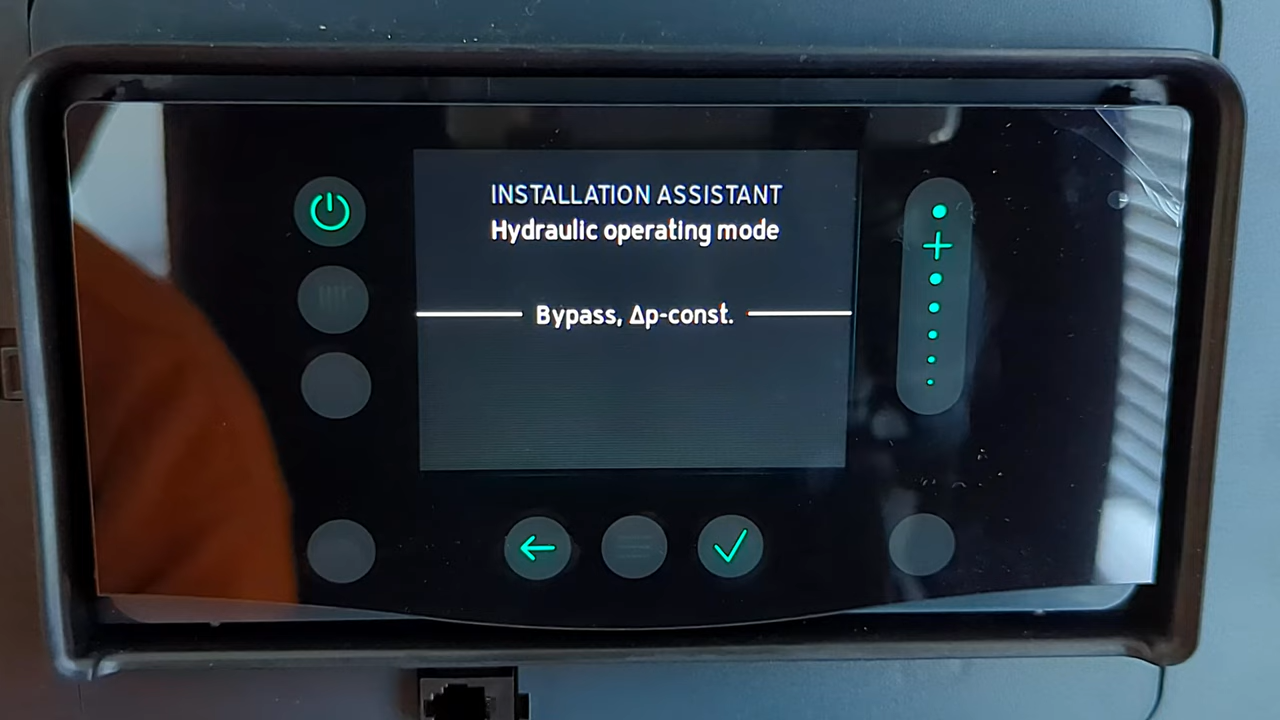 INSTALLATION ASSISTANT
Hydraulic operating mode
Bypass, Δp-const.